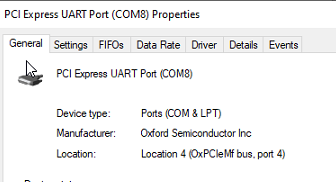 PCI Express UART Port (COM8) Properties
General Settings FIFOs Data Rate Driver Details Events
PCI Express UART Port (COM8)
Device type: Ports (COM & LPT)
Manufacturer: Oxford Semiconductor Inc
Location: Location 4 (OxPCIeMf bus, port 4)